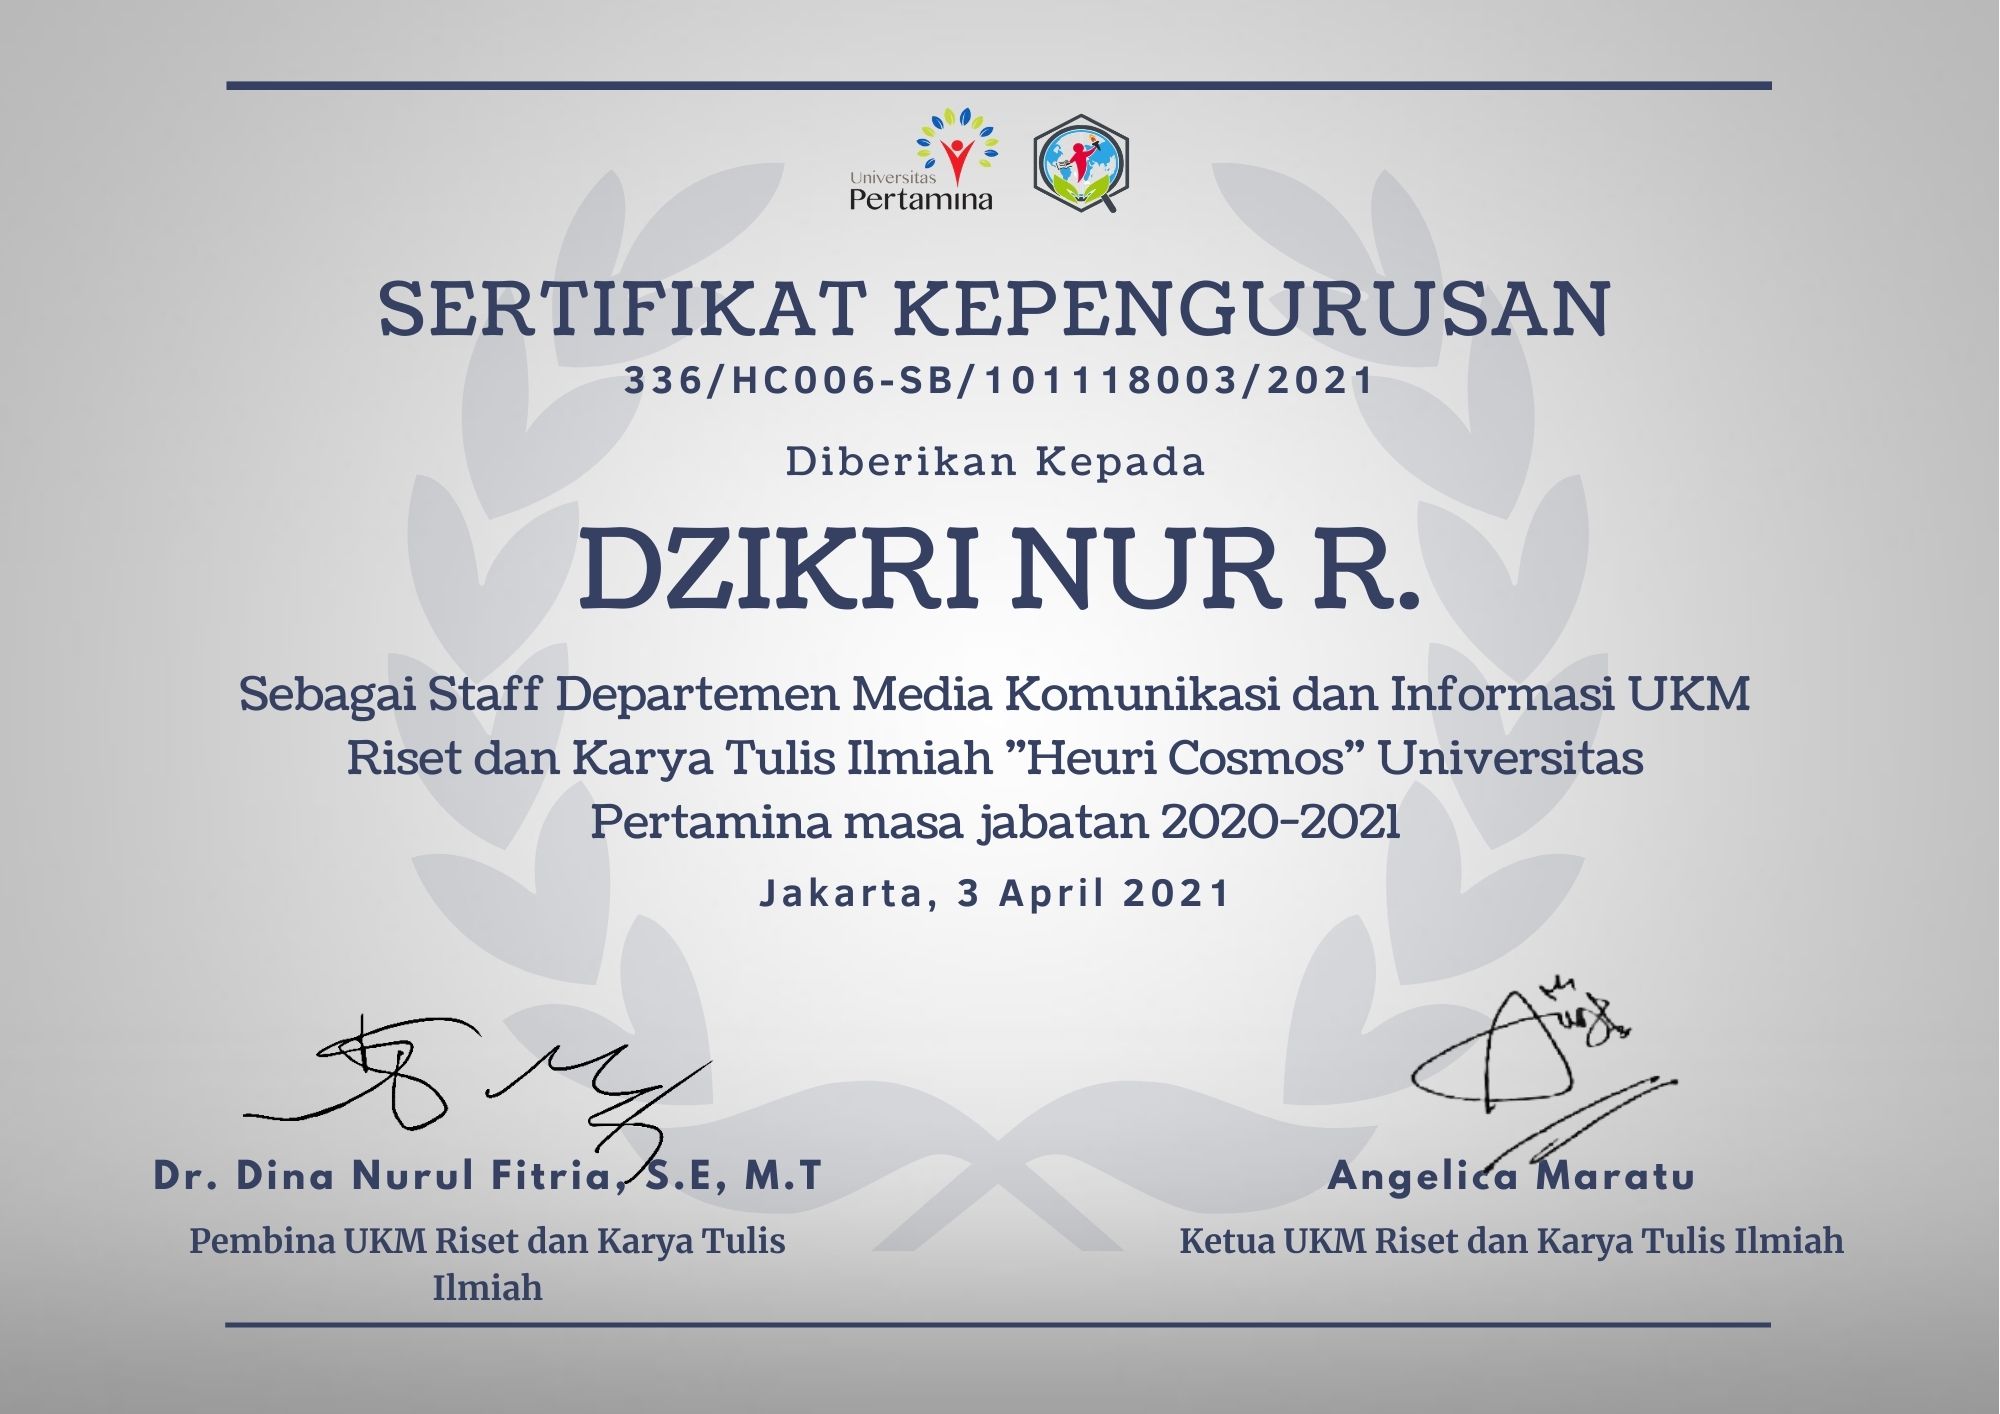 Universitas
Pertamina
SERTIFIKAT KEPENGURUSAN
336/HC006-SB/101118003/2021
Diberikan Kepada
DZIKRI NUR R.
Sebagai Staff Departemen Media Komunikasi dan Informasi UKM
Riset dan Karya Tulis Ilmiah "Heuri Cosmos" Universitas
Pertamina masa jabatan 2020-2021
Jakarta, 3 April 2021
Dr. Dina Nurul Fitria, S.E, M.T
Pembina UKM Riset dan Karya Tulis
Ilmiah
Angelica Maratu
Ketua UKM Riset dan Karya Tulis Ilmiah